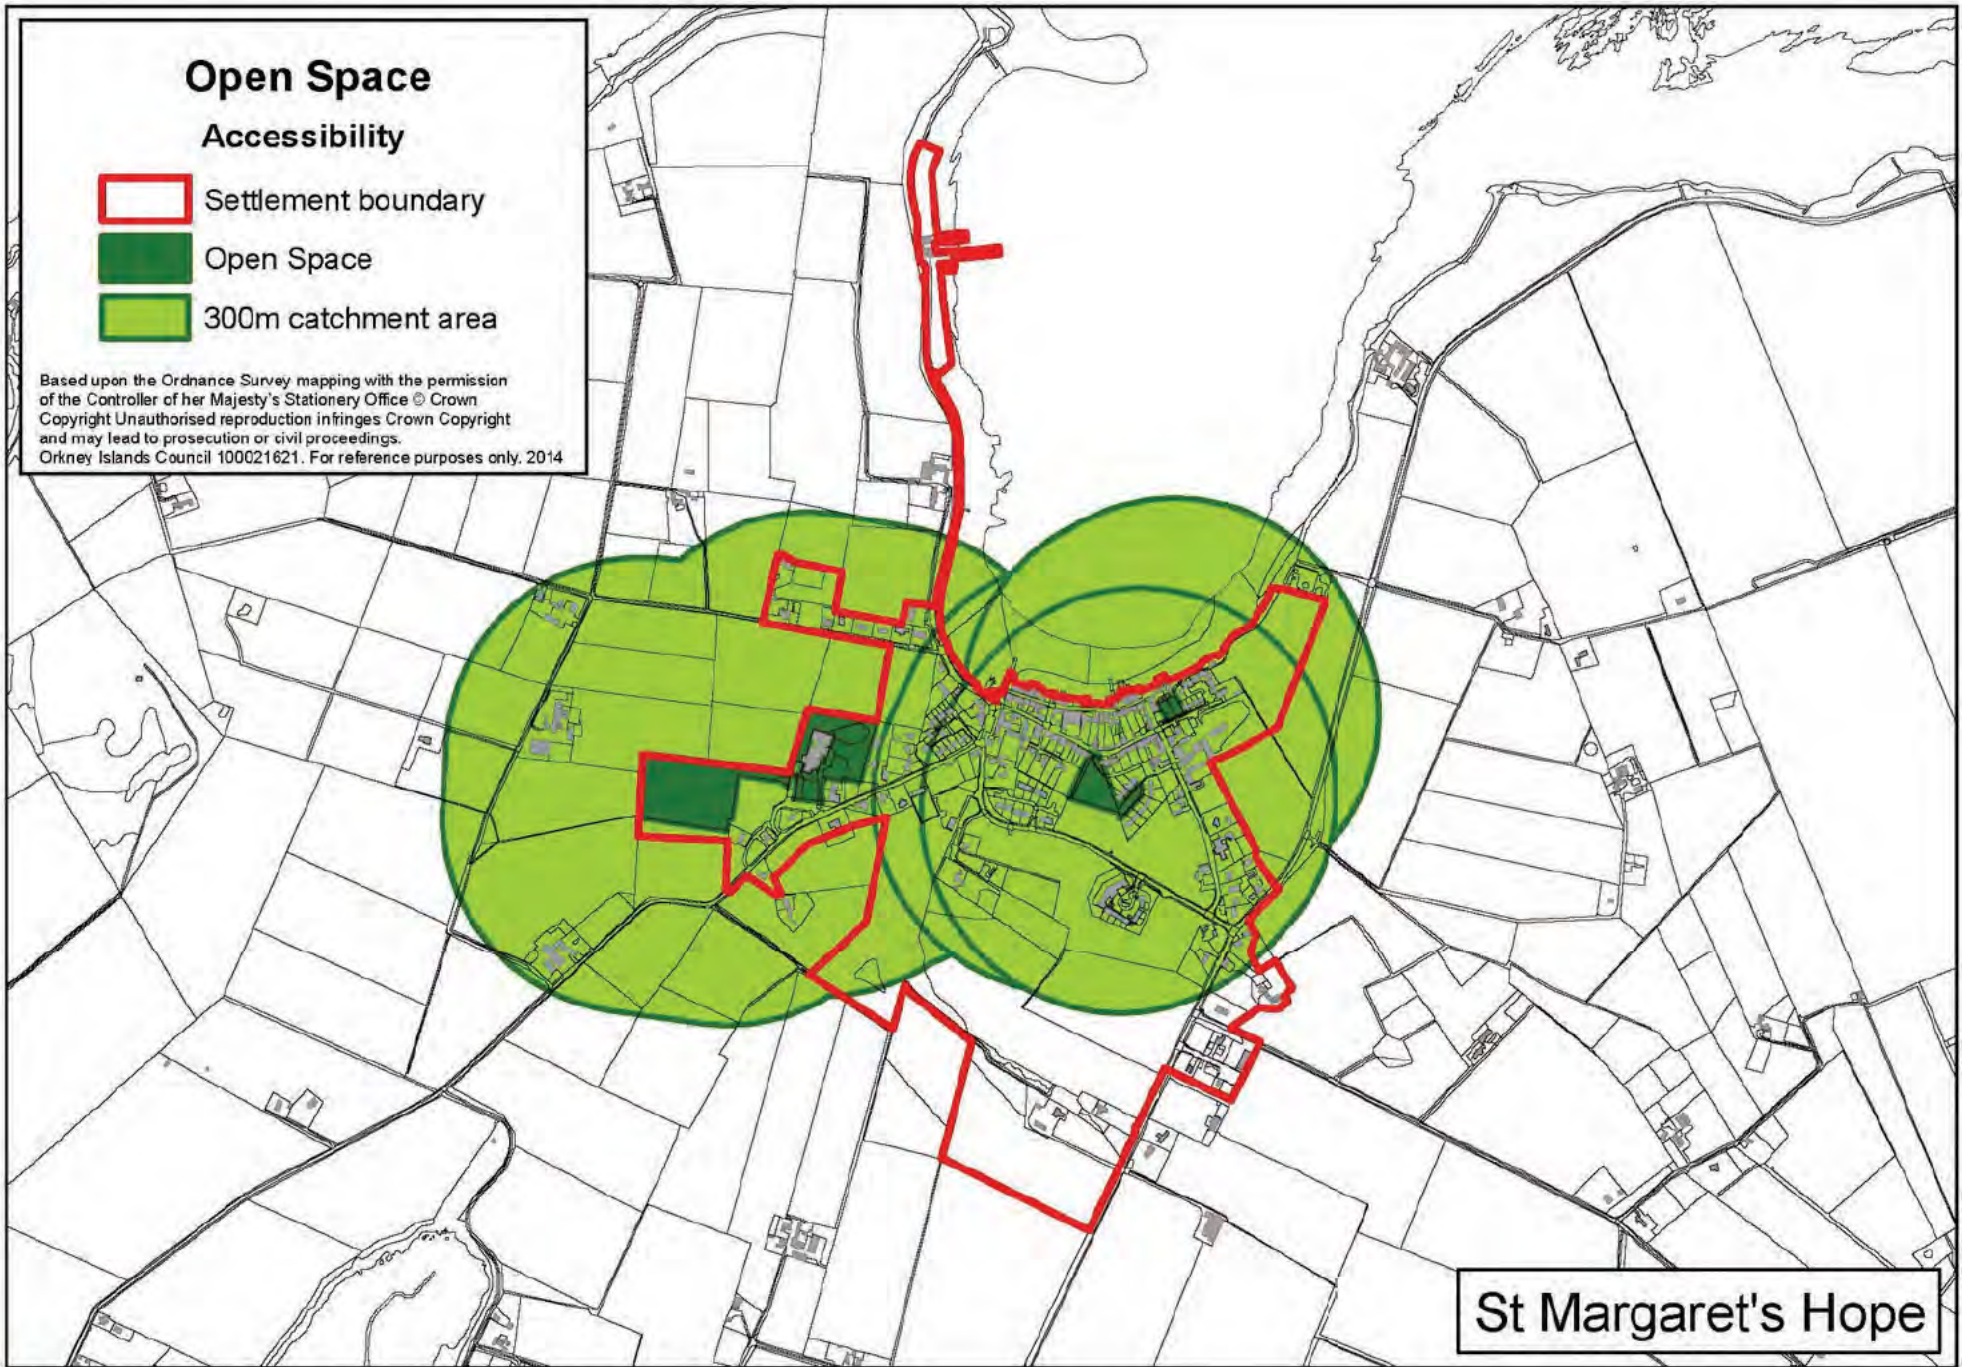 Open Space
Accessibility
Settlement boundary
Open Space
300m catchment area
Based upon the Ordnance Survey mapping with the permission
of the Controller of her Majesty's Stationery Office © Crown
Copyright Unauthorised reproduction infringes Crown Copyright
and may lead to prosecution or civil proceedings.
Orkney Islands Council 100021621. For reference purposes only. 2014
St Margaret's Hope